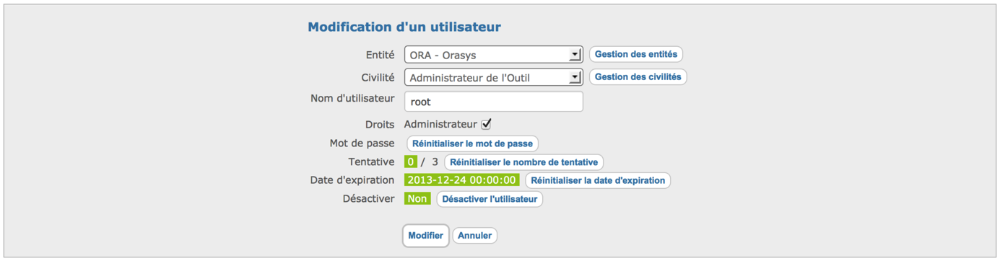 Modification d'un utilisateur
Entité ORA - Orasys Gestion des entités
Civilité Administrateur de l'Outil Gestion des civilités
Nom d'utilisateur root
Droits Administrateur
Mot de passe Réinitialiser le mot de passe
Tentative 0 / 3 Réinitialiser le nombre de tentative
Date d'expiration 2013-12-24 00:00:00 Réinitialiser la date d'expiration
Désactiver Non Désactiver l'utilisateur
Modifier Annuler